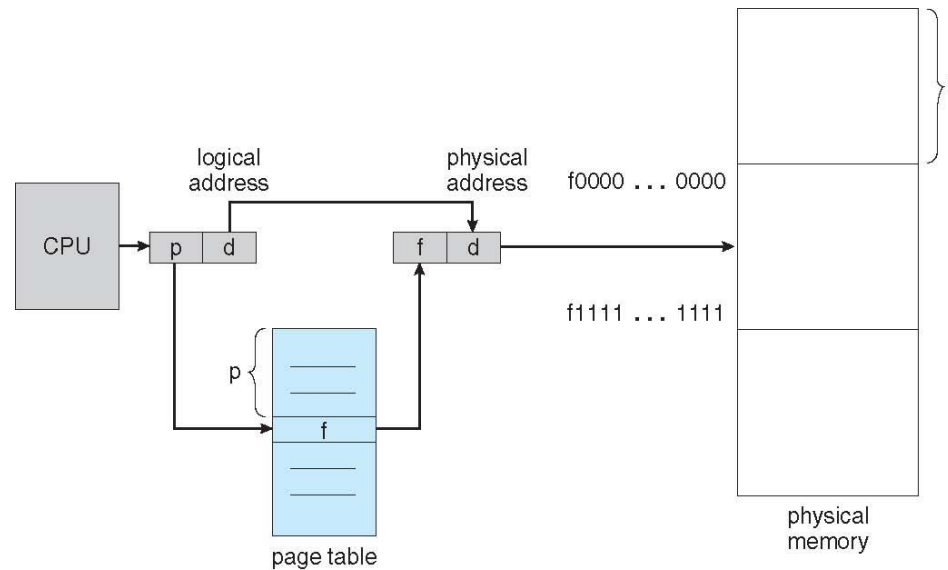 logical
address
physical
address
f0000 ... 0000
CPU
p
d
f
d
f1111 ... 1111
p
f
page table
physical
memory